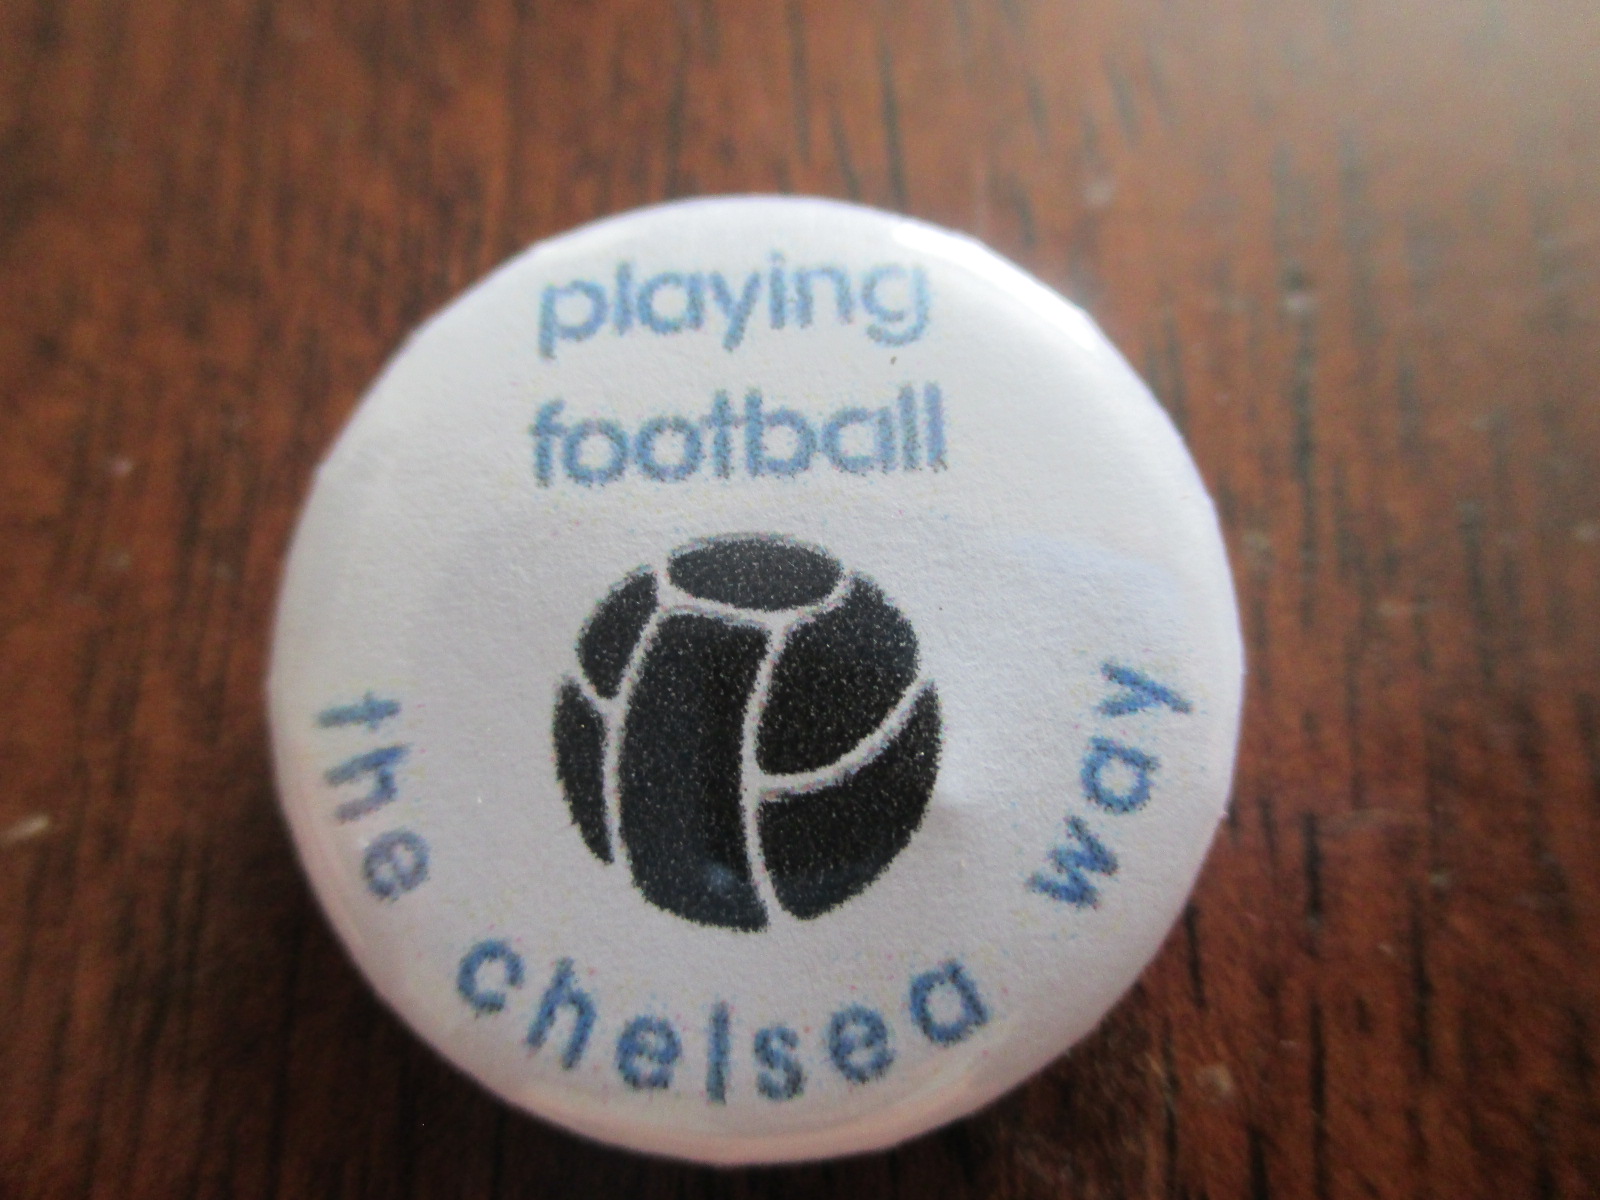 playing
football
the chelsea way